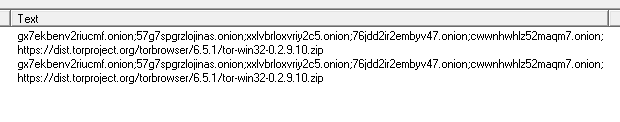 Text
gx7ekbenv2riucmf.onion;57g7spgrzlojinas.onion;xxlvbrloxvriy2c5.onion;76jdd2ir2embyv47.onion;cwwnhwhlz52maqm7.onion;
https://dist.torproject.org/torbrowser/6.5.1/tor-win32-0.2.9.10.zip
gx7ekbenv2riucmf.onion;57g7spgrzlojinas.onion;xxlvbrloxvriy2c5.onion;76jdd2ir2embyv47.onion;cwwnhwhlz52maqm7.onion;
https://dist.torproject.org/torbrowser/6.5.1/tor-win32-0.2.9.10.zip